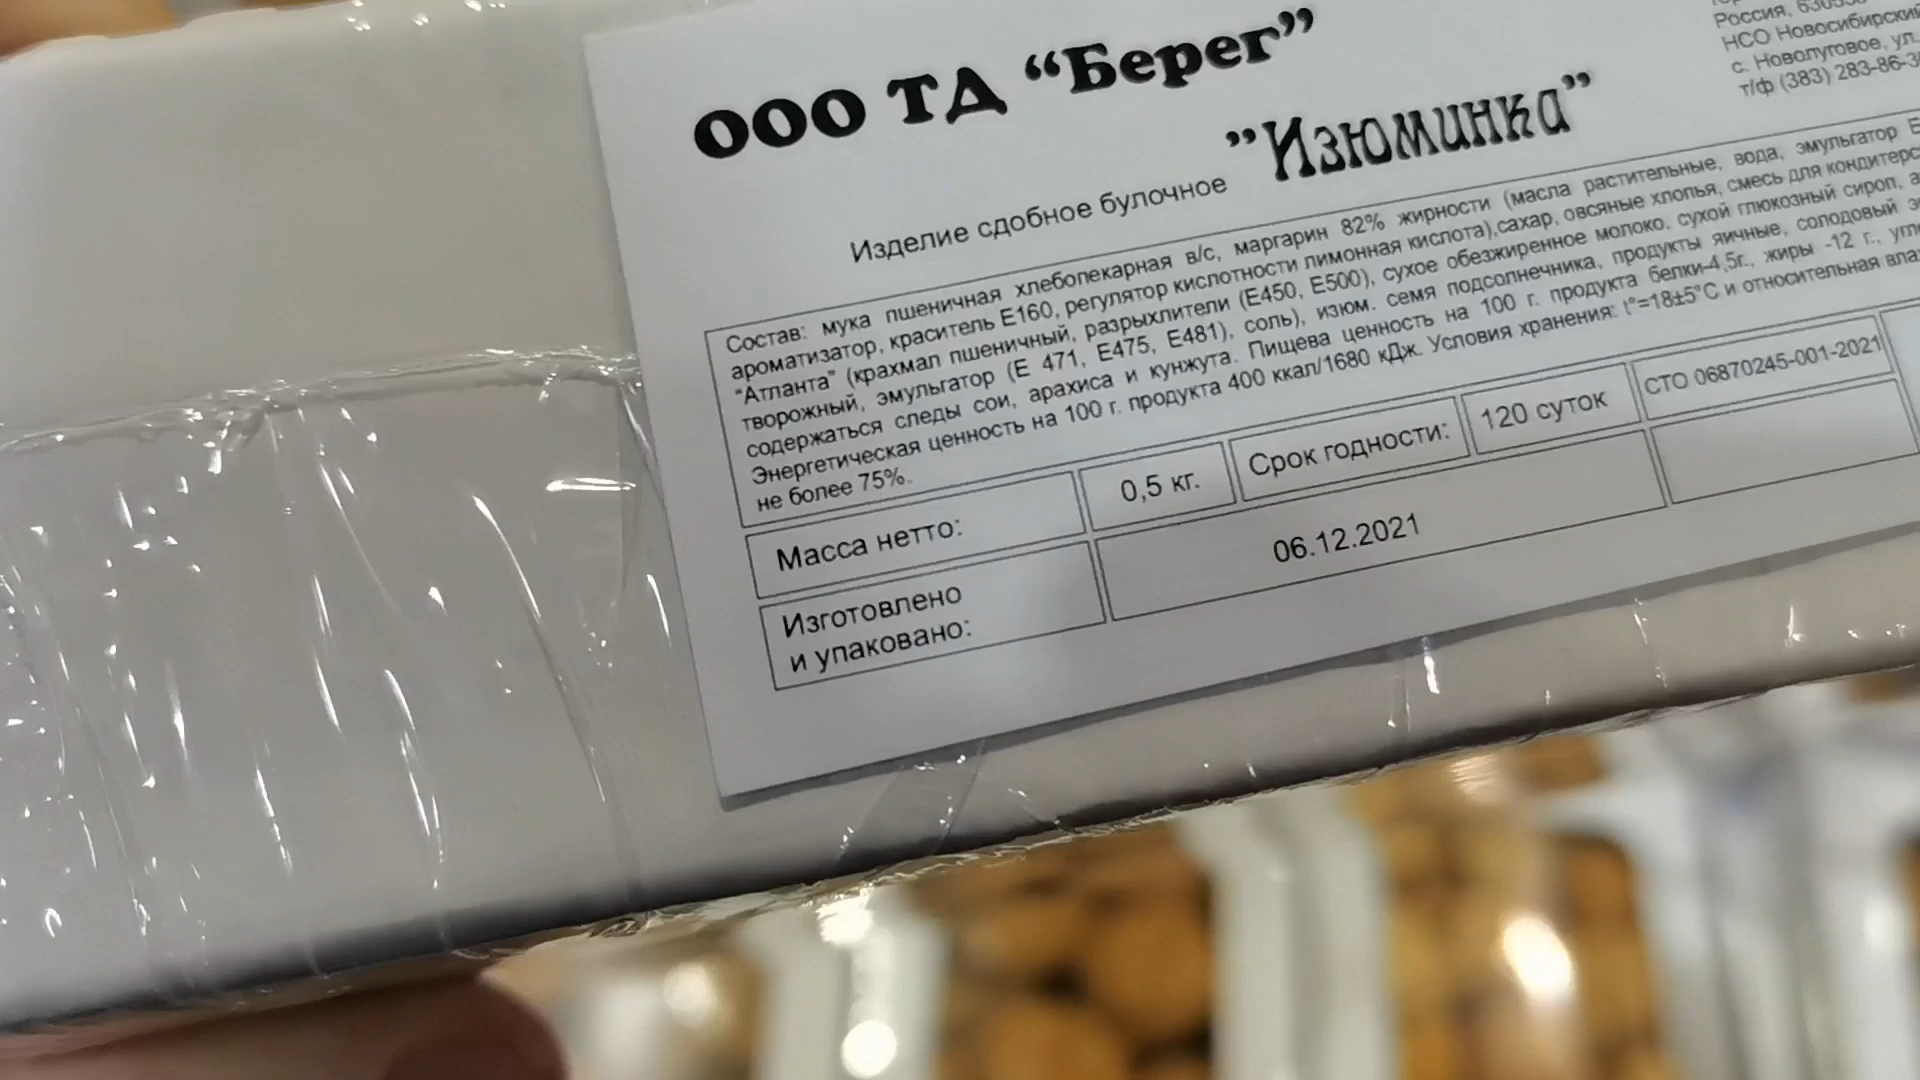 ООО ТД “Берег”
Россия,
НСО Новосибирский
с. Новолуговое, ул.
т/ф (383) 283-86-3
Изделие сдобное булочное ”Изюминка”
Состав: мука пшеничная хлебопекарная в/с, маргарин 82% жирности (масла растительные, вода, эмульгатор Е
ароматизатор, краситель Е160, регулятор кислотности лимонная кислота),сахар, овсяные хлопья, смесь для кондитерс
“Атланта” (крахмал пшеничный, разрыхлители (Е450, Е500), сухое обезжиренное молоко, сухой глюкозный сироп, а
творожный, эмульгатор (Е 471, Е475, Е481), соль), изюм. семя подсолнечника, продукты яичные, солодовый э
содержаться следы сои, арахиса и кунжута. Пищева ценность на 100 г. продукта белки-4,5г., жиры -12 г., угле
Энергетическая ценность на 100 г. продукта 400 ккал/1680 кДж. Условия хранения: t°=18±5°С и относительная вла
не более 75%.
Масса нетто: 0,5 кг. Срок годности: 120 суток СТО 06870245-001-2021
Изготовлено
и упаковано: 06.12.2021